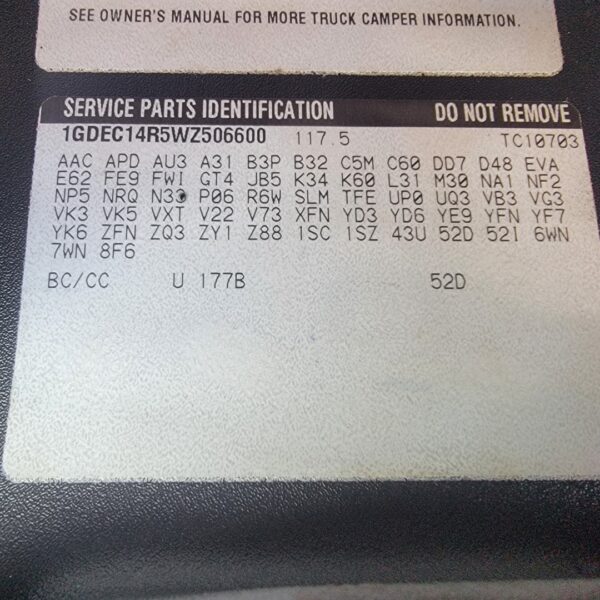 SEE OWNER'S MANUAL FOR MORE TRUCK CAMPER INFORMATION.
SERVICE PARTS IDENTIFICATION DO NOT REMOVE
1GDEC14R5WZ506600 117.5 TC10703
AAC APD AU3 A31 B3P B32 C5M C60 DD7 D48 EVA
E62 FE9 FWI GT4 JB5 K34 K60 L31 M30 NA1 NF2
NP5 NRQ N33 P06 R6W SLM TFE UP0 UQ3 VB3 VG3
VK3 VK5 VXT V22 V73 XFN YD3 YD6 YE9 YFN YF7
YK6 ZFN ZQ3 ZY1 Z88 1SC 1SZ 43U 52D 52I 6WN
7WN 8F6
BC/CC U 177B 52D